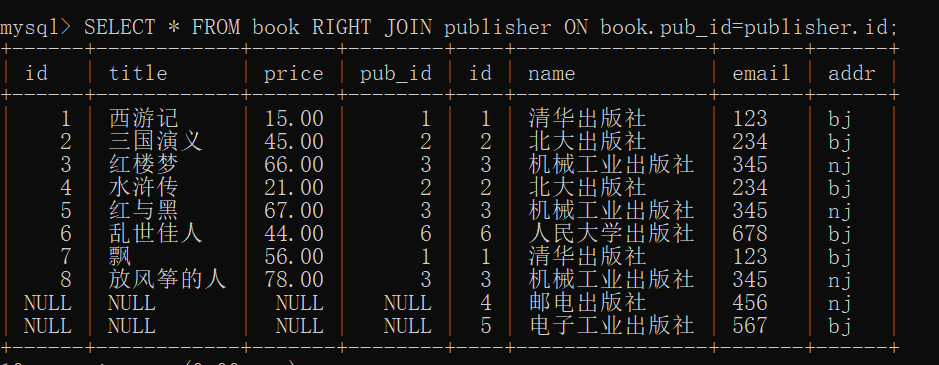 mysql> SELECT * FROM book RIGHT JOIN publisher ON book.pub_id=publisher.id;
+------+------------+-------+--------+----+----------------+-------+------+
| id | title | price | pub_id | id | name | email | addr |
+------+------------+-------+--------+----+----------------+-------+------+
| 1 | 西游记 | 15.00 | 1 | 1 | 清华出版社 | 123 | bj |
| 2 | 三国演义 | 45.00 | 2 | 2 | 北大出版社 | 234 | bj |
| 3 | 红楼梦 | 66.00 | 3 | 3 | 机械工业出版社 | 345 | nj |
| 4 | 水浒传 | 21.00 | 2 | 2 | 北大出版社 | 234 | bj |
| 5 | 红与黑 | 67.00 | 3 | 3 | 机械工业出版社 | 345 | nj |
| 6 | 乱世佳人 | 44.00 | 6 | 6 | 人民大学出版社 | 678 | bj |
| 7 | 飘 | 56.00 | 1 | 1 | 清华出版社 | 123 | bj |
| 8 | 放风筝的人 | 78.00 | 3 | 3 | 机械工业出版社 | 345 | nj |
| NULL | NULL | NULL | NULL | 4 | 邮电出版社 | 456 | nj |
| NULL | NULL | NULL | NULL | 5 | 电子工业出版社 | 567 | bj |
+------+------------+-------+--------+----+----------------+-------+------+